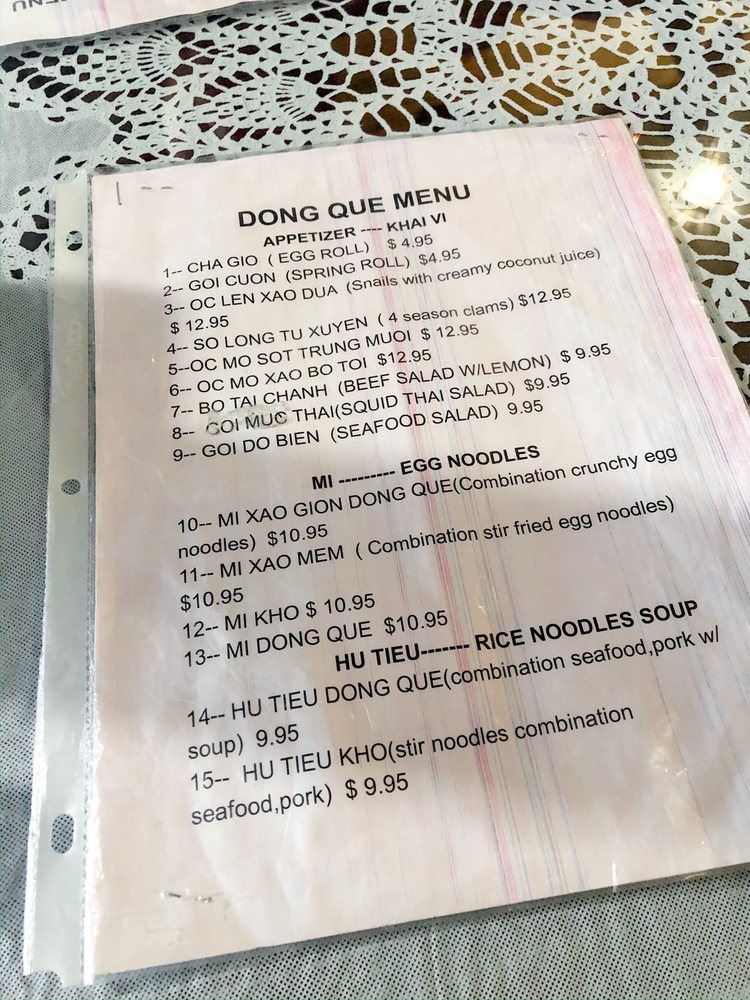 MENU
DONG QUE MENU
APPETIZER ---- KHAI VI
1-- CHA GIO ( EGG ROLL) $ 4.95
2-- GOI CUON (SPRING ROLL) $4.95
3-- OC LEN XAO DUA (Snails with creamy coconut juice)
$ 12.95
4-- SO LONG TU XUYEN ( 4 season clams) $12.95
5--OC MO SOT TRUNG MUOI $ 12.95
6-- OC MO XAO BO TOI $12.95
7-- BO TAI CHANH (BEEF SALAD W/LEMON) $ 9.95
8-- GOI MUC THAI(SQUID THAI SALAD) $9.95
9-- GOI DO BIEN (SEAFOOD SALAD) 9.95
MI --------- EGG NOODLES
10-- MI XAO GION DONG QUE(Combination crunchy egg
noodles) $10.95
11-- MI XAO MEM ( Combination stir fried egg noodles)
$10.95
12-- MI KHO $ 10.95
13-- MI DONG QUE $10.95
HU TIEU------- RICE NOODLES SOUP
14-- HU TIEU DONG QUE(combination seafood,pork w/
soup) 9.95
15-- HU TIEU KHO(stir noodles combination
seafood,pork) $ 9.95